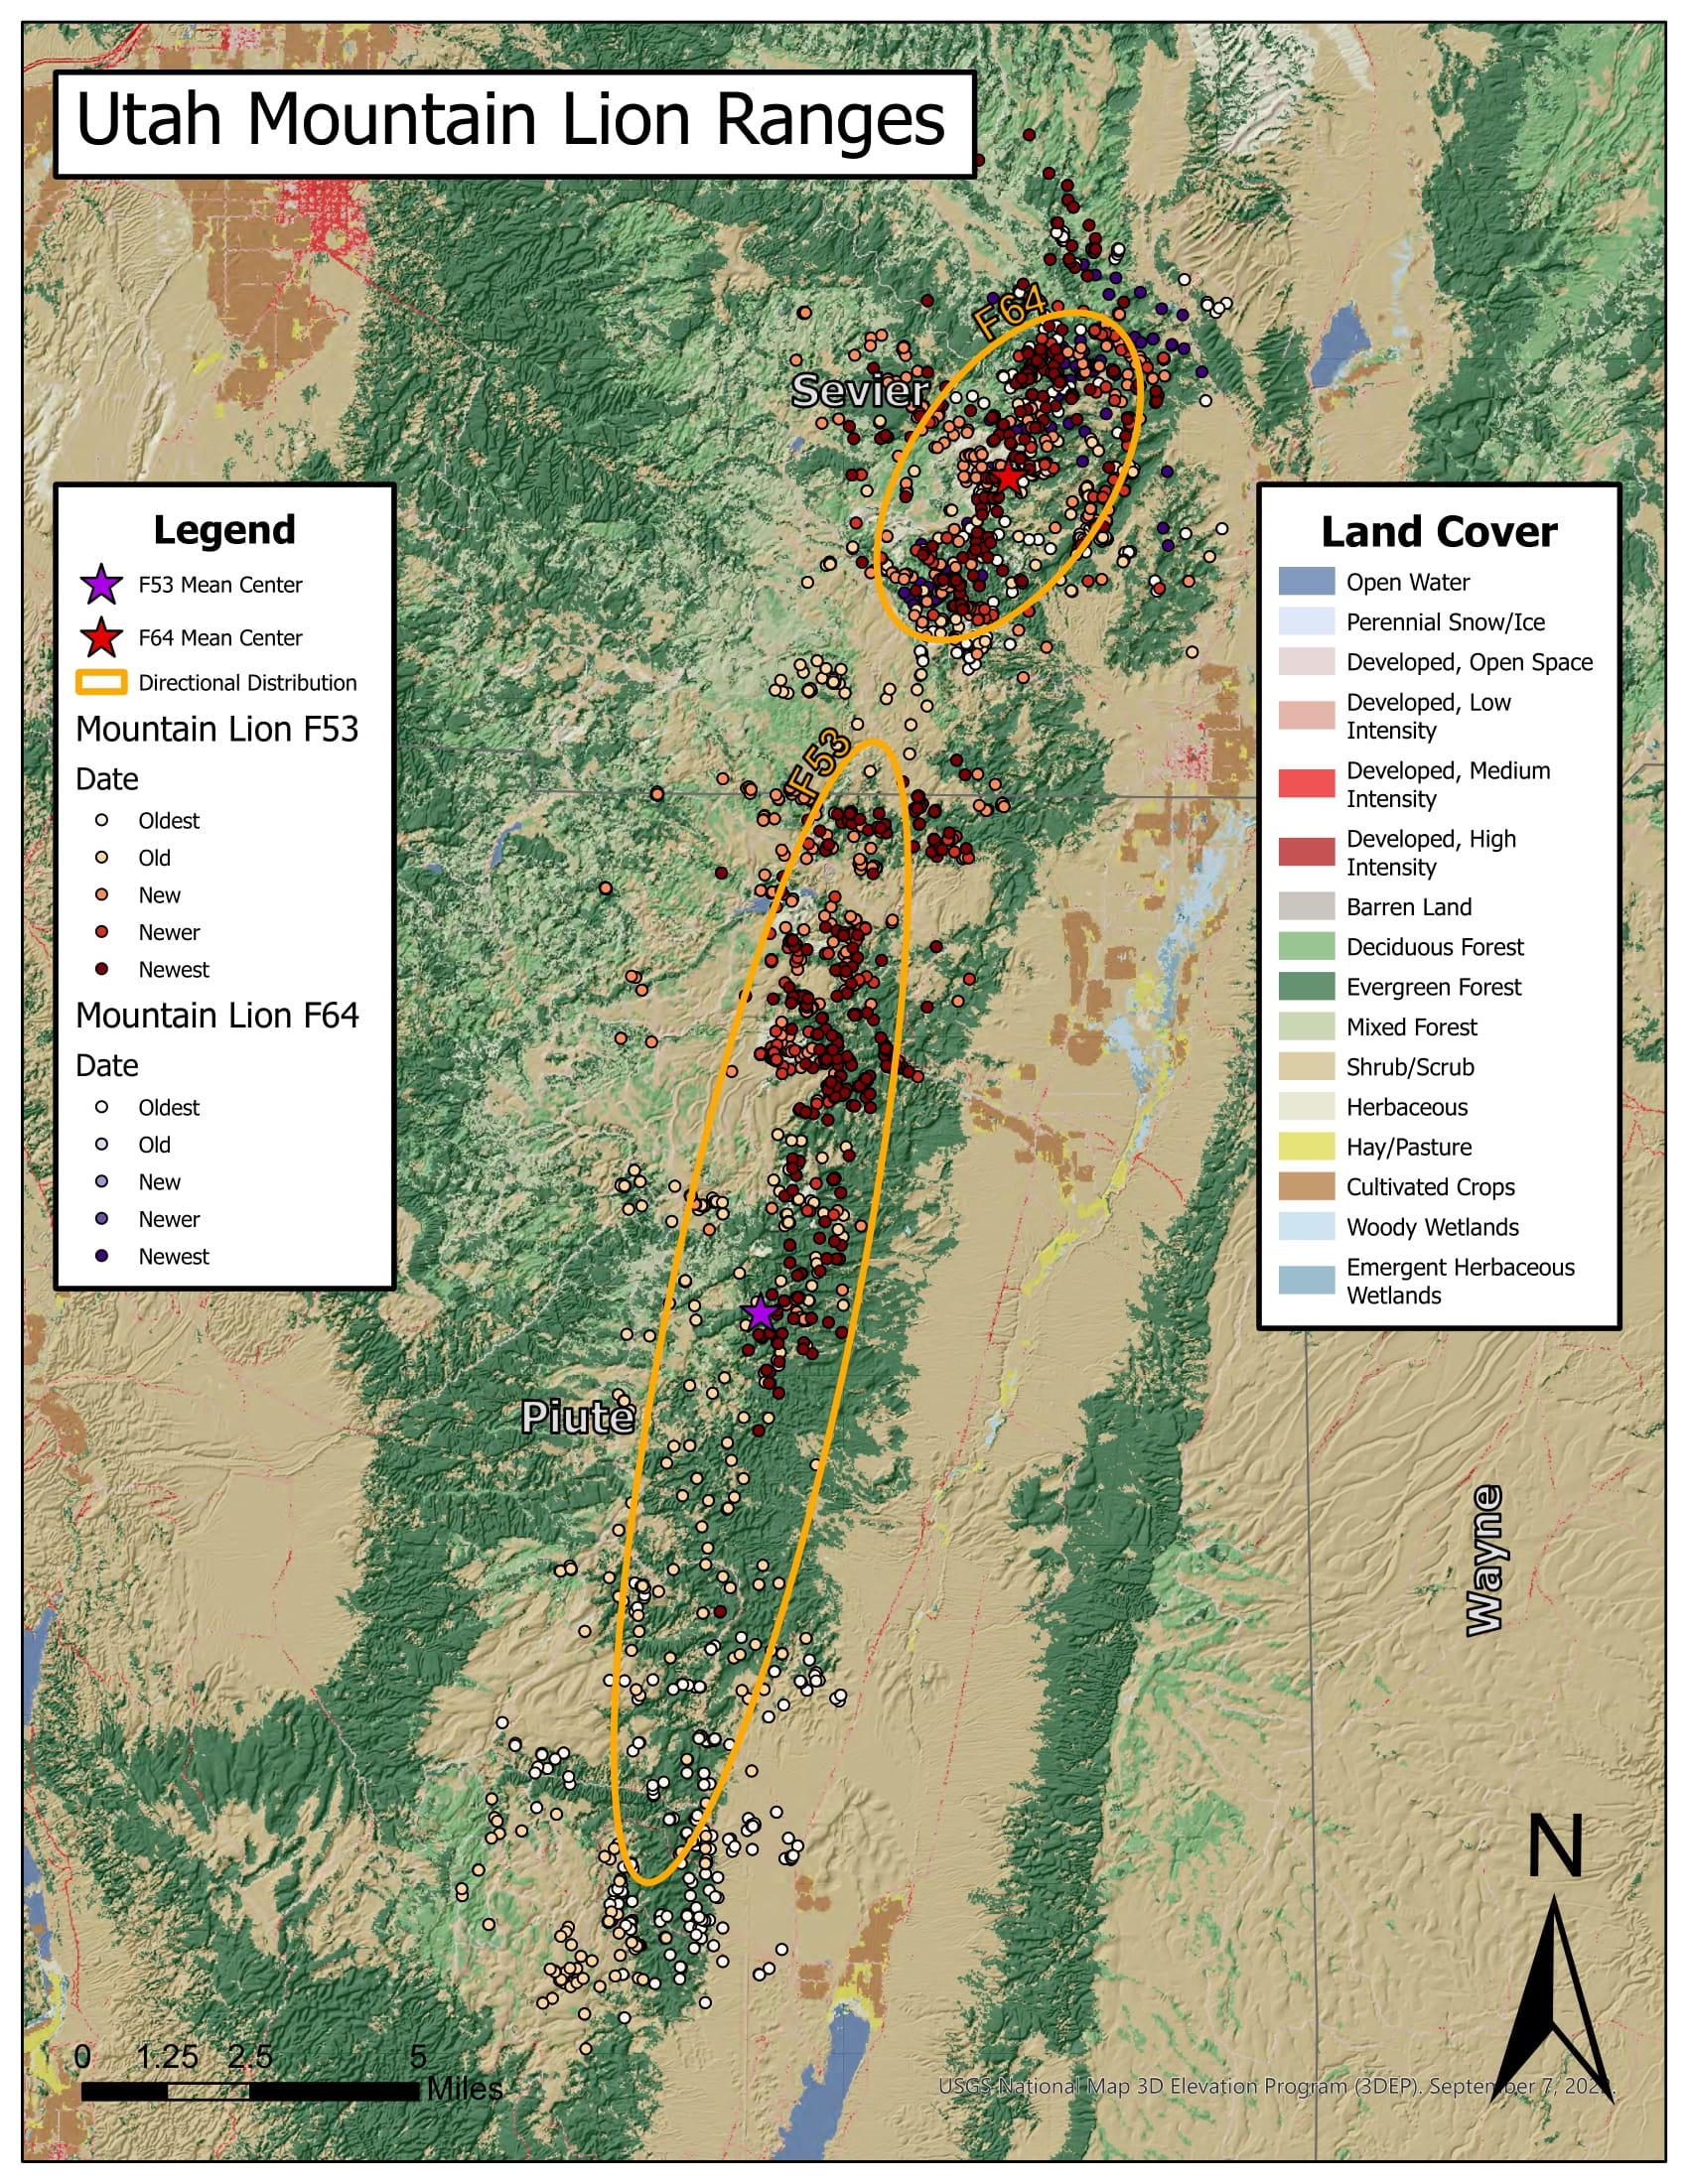 Utah Mountain Lion Ranges
F64
Sevier
F53
Piute
Wayne
Legend
F53 Mean Center
F64 Mean Center
Directional Distribution
Mountain Lion F53
Date
Oldest
Old
New
Newer
Newest
Mountain Lion F64
Date
Oldest
Old
New
Newer
Newest
Land Cover
Open Water
Perennial Snow/Ice
Developed, Open Space
Developed, Low
Intensity
Developed, Medium
Intensity
Developed, High
Intensity
Barren Land
Deciduous Forest
Evergreen Forest
Mixed Forest
Shrub/Scrub
Herbaceous
Hay/Pasture
Cultivated Crops
Woody Wetlands
Emergent Herbaceous
Wetlands
N
0 1.25 2.5 5
Miles
USGS National Map 3D Elevation Program (3DEP). September 7,